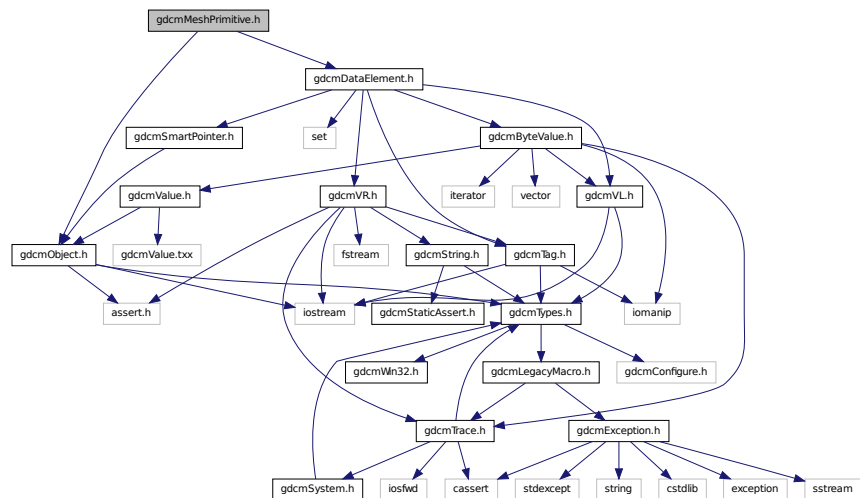 gdcmMeshPrimitive.h
gdcmDataElement.h
gdcmSmartPointer.h
set
gdcmByteValue.h
gdcmValue.h
gdcmVR.h
iterator
vector
gdcmVL.h
gdcmObject.h
gdcmValue.txx
fstream
gdcmString.h
gdcmTag.h
assert.h
iostream
gdcmStaticAssert.h
gdcmTypes.h
iomanip
gdcmWin32.h
gdcmLegacyMacro.h
gdcmConfigure.h
gdcmTrace.h
gdcmException.h
gdcmSystem.h
iosfwd
cassert
stdexcept
string
cstdlib
exception
sstream